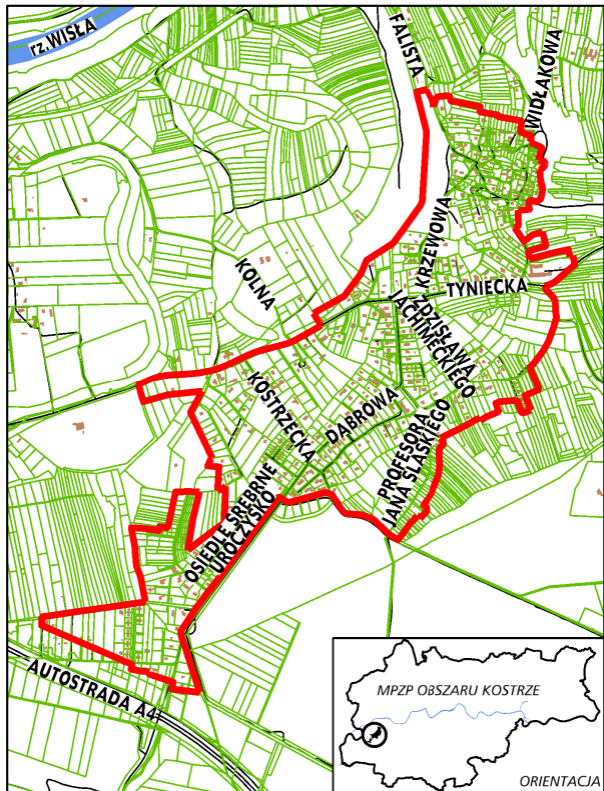 rz.WISŁA
FALISTA
WIDŁAKOWA
KRZEWOWA
KOLNA
TYNIECKA
ZDZISŁAWA
JACHIMECKIEGO
KOSTRZECKA
DĄBROWA
PROFESORA
JANA ŚLASKIEGO
OSIEDLE SREBRNE
UROCZYSKO
AUTOSTRADA A4
MPZP OBSZARU KOSTRZE
ORIENTACJA